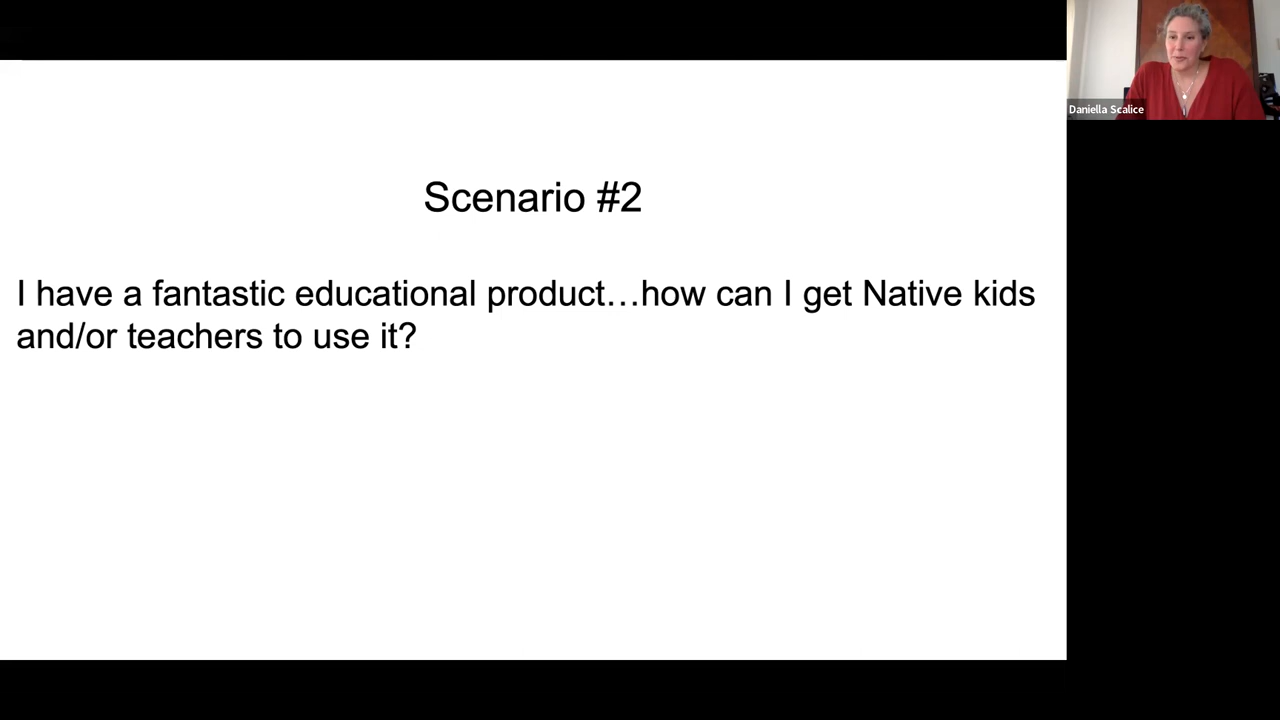 Scenario #2
I have a fantastic educational product…how can I get Native kids
and/or teachers to use it?
Daniella Scalice